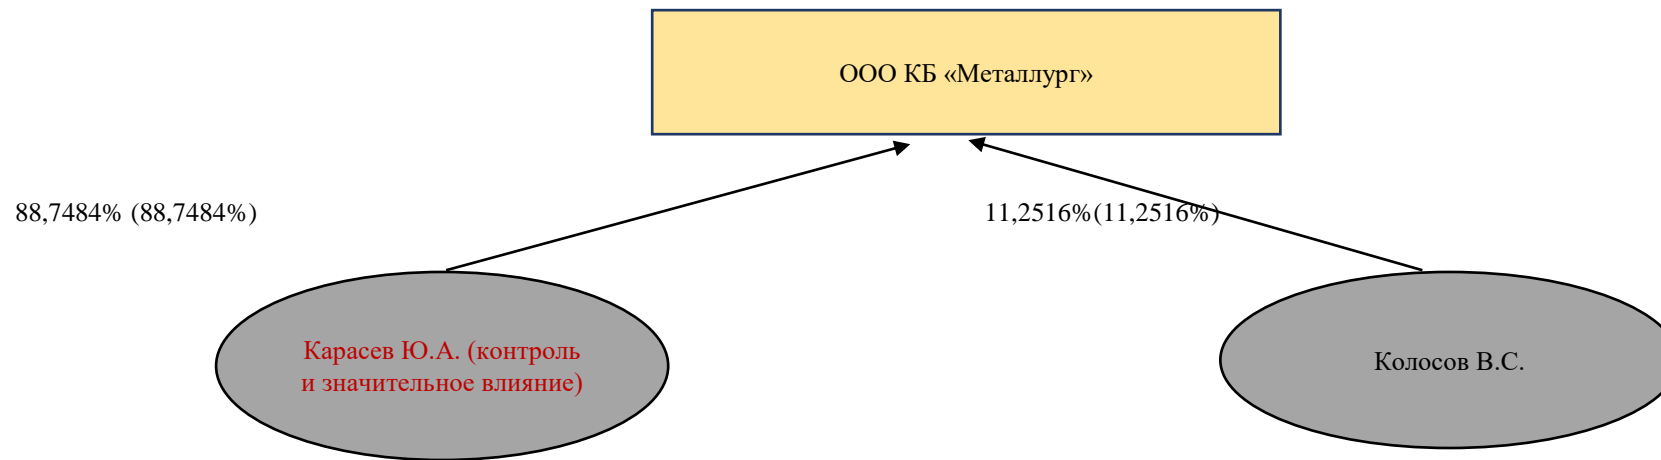 ООО КБ «Металлург»
88,7484% (88,7484%)
11,2516%(11,2516%)
Карасев Ю.А. (контроль
и значительное влияние)
Колосов В.С.